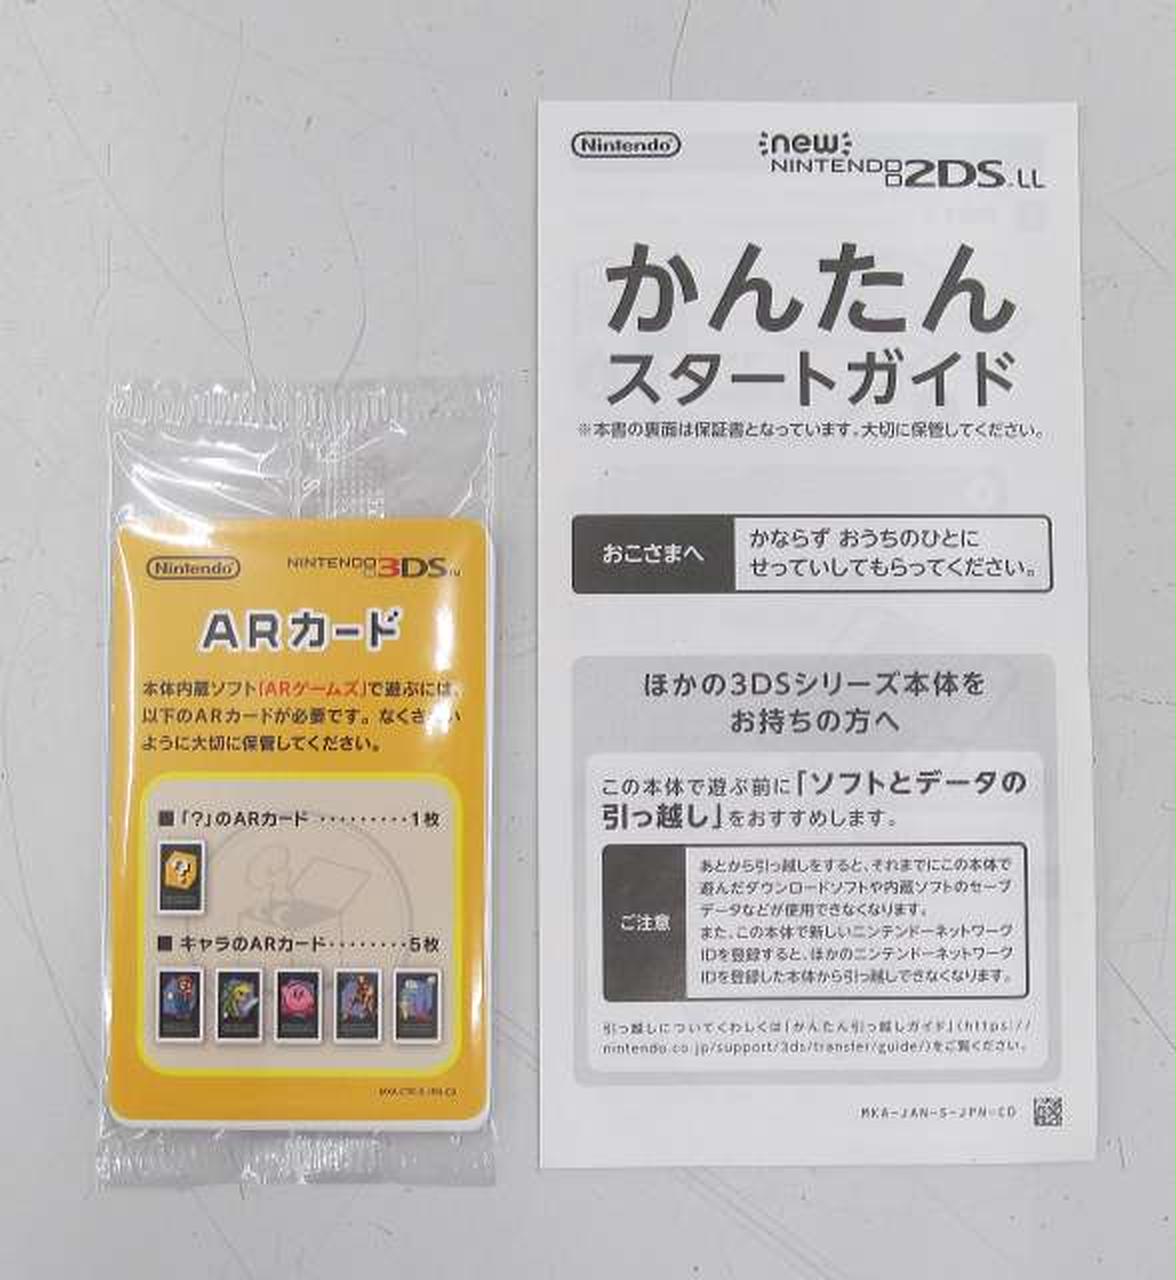 Nintendo
NINTENDO 3DS
ARカード
本体内蔵ソフト「ARゲームズ」で遊ぶには、
以下のARカードが必要です。なくさない
ように大切に保管してください。
■「?」のARカード ・・・・・・・・・1枚
■ キャラのARカード・・・・・・・・5枚
Nintendo
new
NINTENDO 2DS LL
かんたん
スタートガイド
※本書の裏面は保証書となっています。大切に保管してください。
おこさまへ
かならず おうちのひとに
せっていしてもらってください。
ほかの3DSシリーズ本体を
お持ちの方へ
この本体で遊ぶ前に「ソフトとデータの
引っ越し」をおすすめします。
ご注意
あとから引っ越しをすると、それまでにこの本体で
遊んだダウンロードソフトや内蔵ソフトのセーブ
データなどが使用できなくなります。
また、この本体で新しいニンテンドーネットワーク
IDを登録すると、ほかのニンテンドーネットワーク
IDを登録した本体から引っ越しできなくなります。
引っ越しについてくわしくは「かんたん引っ越しガイド」(https://
nintendo.co.jp/support/3ds/transfer/guide/)をご覧ください。
MKA-JAN-S-JPN-C0